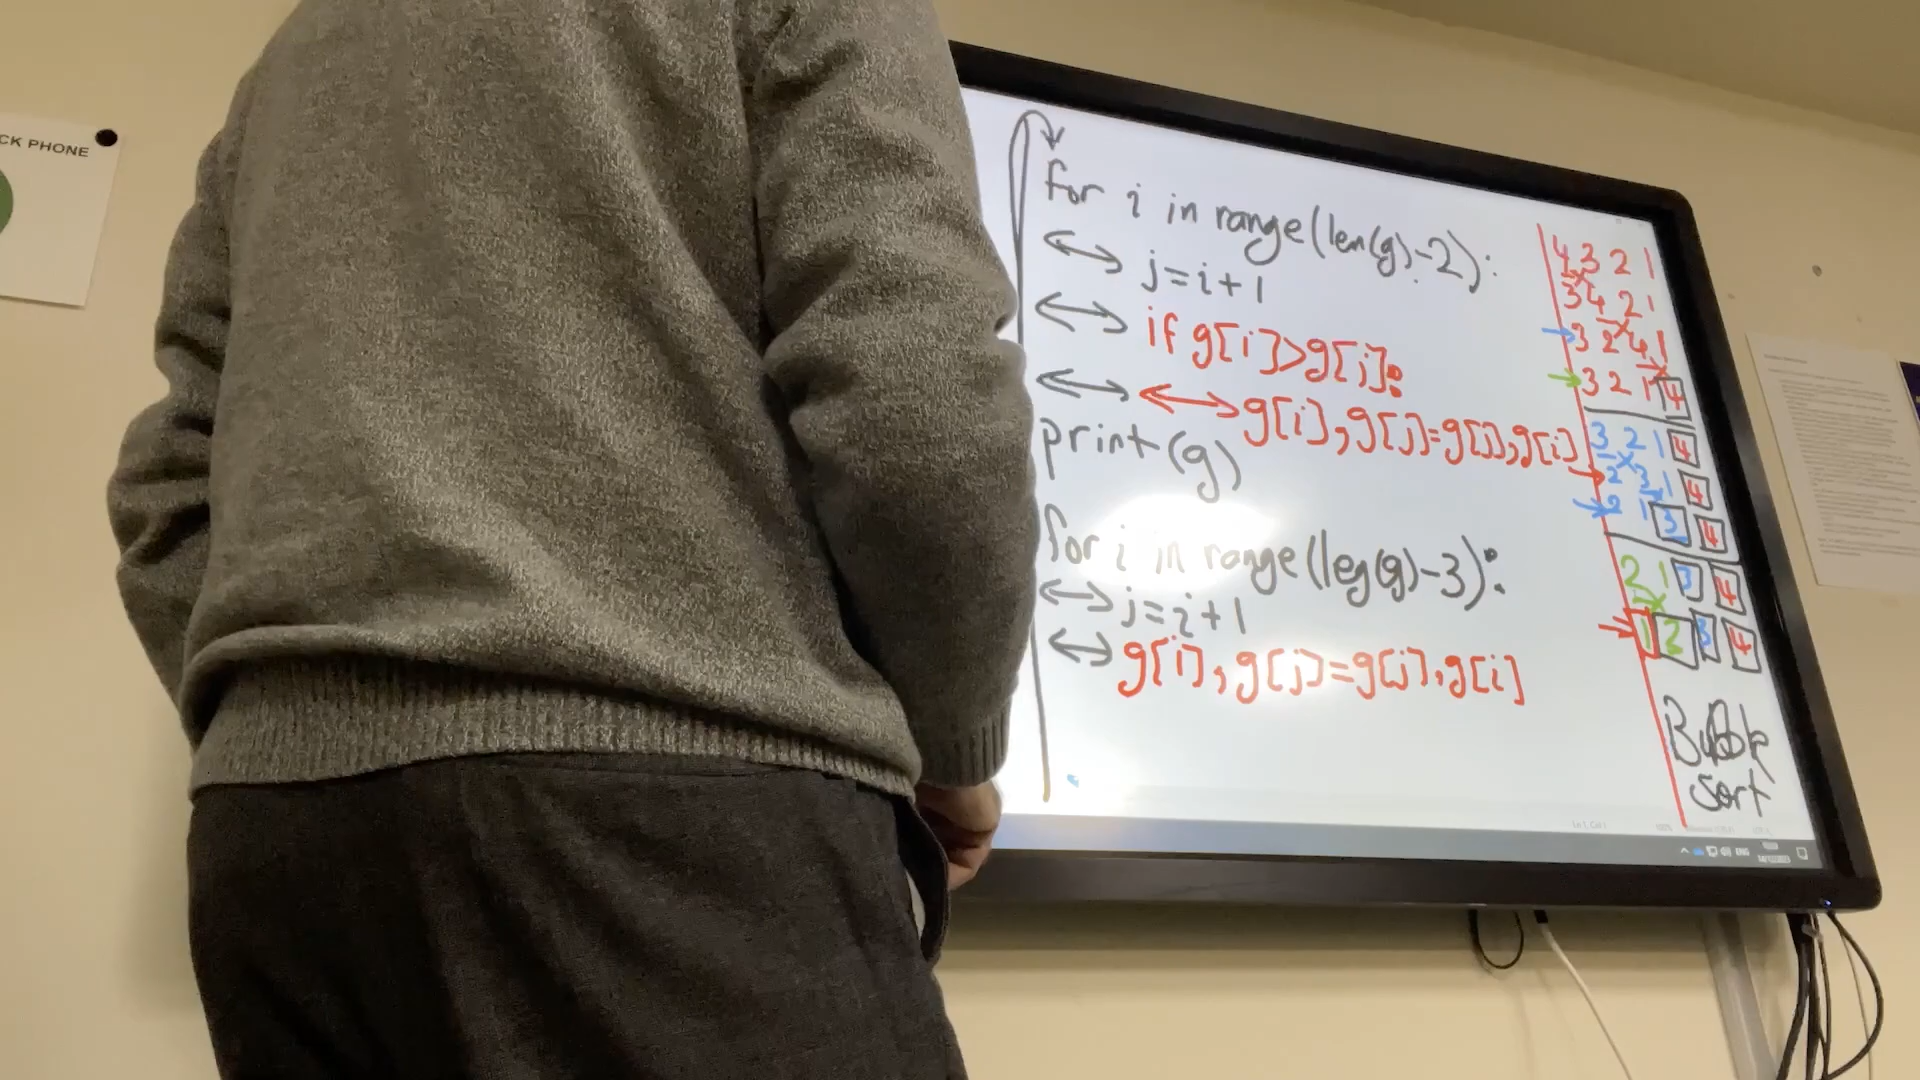 CK PHONE
for i in range(len(g)-2):
j=i+1
if g[i]>g[j]:
g[i],g[j]=g[j],g[i]
print(g)
for i in range(leg(g)-3):
j=i+1
g[i],g[j]=g[j],g[i]
4 3 2 1
3 4 2 1
3 2 4 1
3 2 1 4
3 2 1 4
2 3 1 4
2 1 3 4
2 1 3 4
1 2 3 4
Bubble
sort
ENG